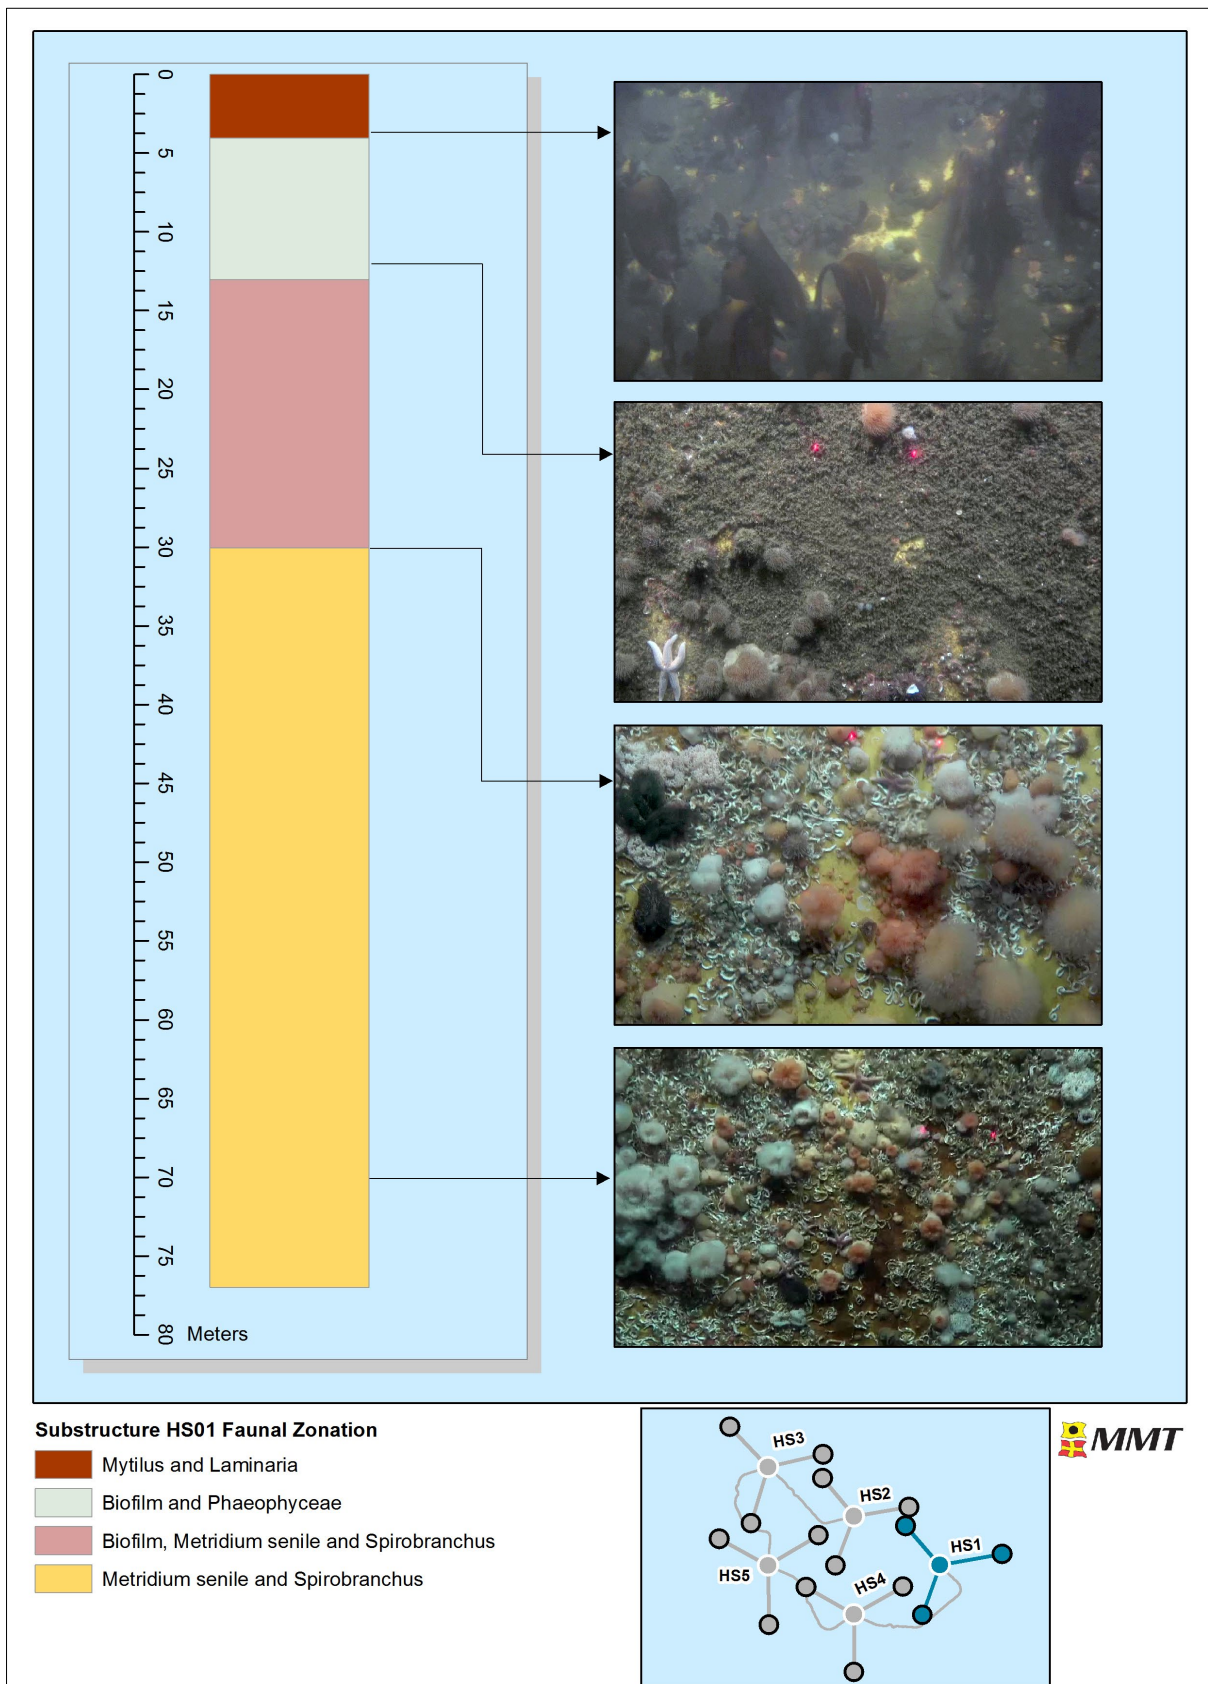 0
5
10
15
20
25
30
35
40
45
50
55
60
65
70
75
80 Meters
Substructure HS01 Faunal Zonation
Mytilus and Laminaria
Biofilm and Phaeophyceae
Biofilm, Metridium senile and Spirobranchus
Metridium senile and Spirobranchus
HS3
HS2
HS1
HS5
HS4
MMT